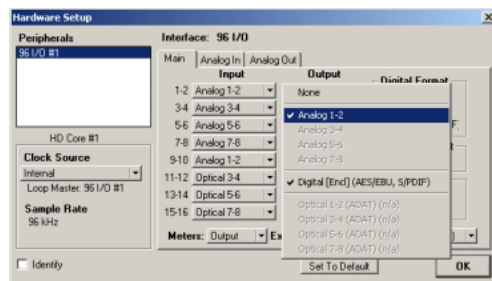 Hardware Setup
Peripherals
96 I/O #1
HD Core #1
Clock Source
Internal
Loop Master: 96 I/O #1
Sample Rate
96 kHz
Identify
Interface: 96 I/O
Main Analog In Analog Out
Input Output Digital Format
1-2 Analog 1-2
3-4 Analog 3-4
5-6 Analog 5-6
7-8 Analog 7-8
9-10 Analog 1-2
11-12 Optical 3-4
13-14 Optical 5-6
15-16 Optical 7-8
None
Analog 1-2
Analog 3-4
Analog 5-6
Analog 7-8
Digital [Encl] (AES/EBU, S/PDIF)
Optical 1-2 (ADAT) (n/a)
Optical 3-4 (ADAT) (n/a)
Optical 5-6 (ADAT) (n/a)
Optical 7-8 (ADAT) (n/a)
Meters: Output Ex
Set To Default
OK